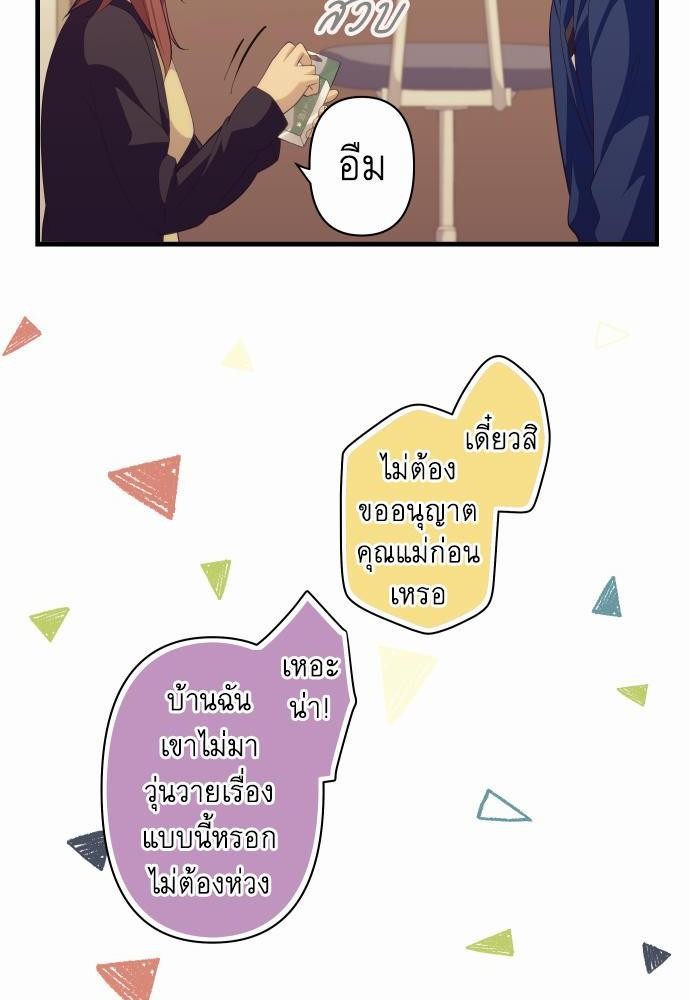 สวบ
อืม
เดี๋ยวสิ
ไม่ต้อง
ขออนุญาต
คุณแม่ก่อน
เหรอ
เหอะ
น่า!
บ้านฉัน
เขาไม่มา
วุ่นวายเรื่อง
แบบนี้หรอก
ไม่ต้องห่วง